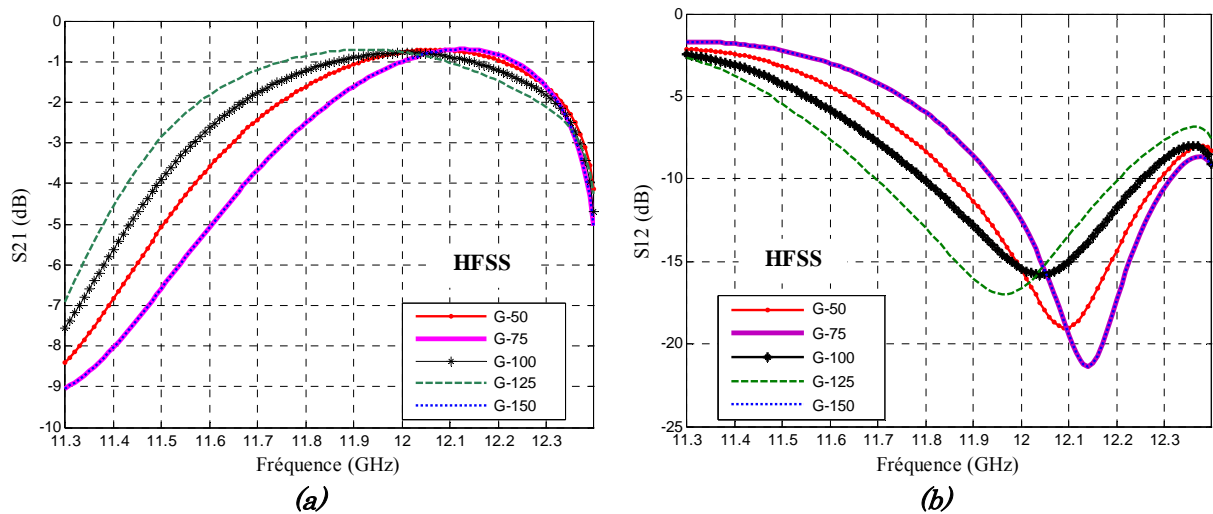 0
-1
-2
-3
-4
-5
-6
-7
-8
-9
-10
S21 (dB)
HFSS
G-50
G-75
G-100
G-125
G-150
11.3 11.4 11.5 11.6 11.7 11.8 11.9 12 12.1 12.2 12.3
Fréquence (GHz)
(a)
0
-5
-10
-15
-20
-25
S12 (dB)
HFSS
G-50
G-75
G-100
G-125
G-150
11.3 11.4 11.5 11.6 11.7 11.8 11.9 12 12.1 12.2 12.3
Fréquence (GHz)
(b)